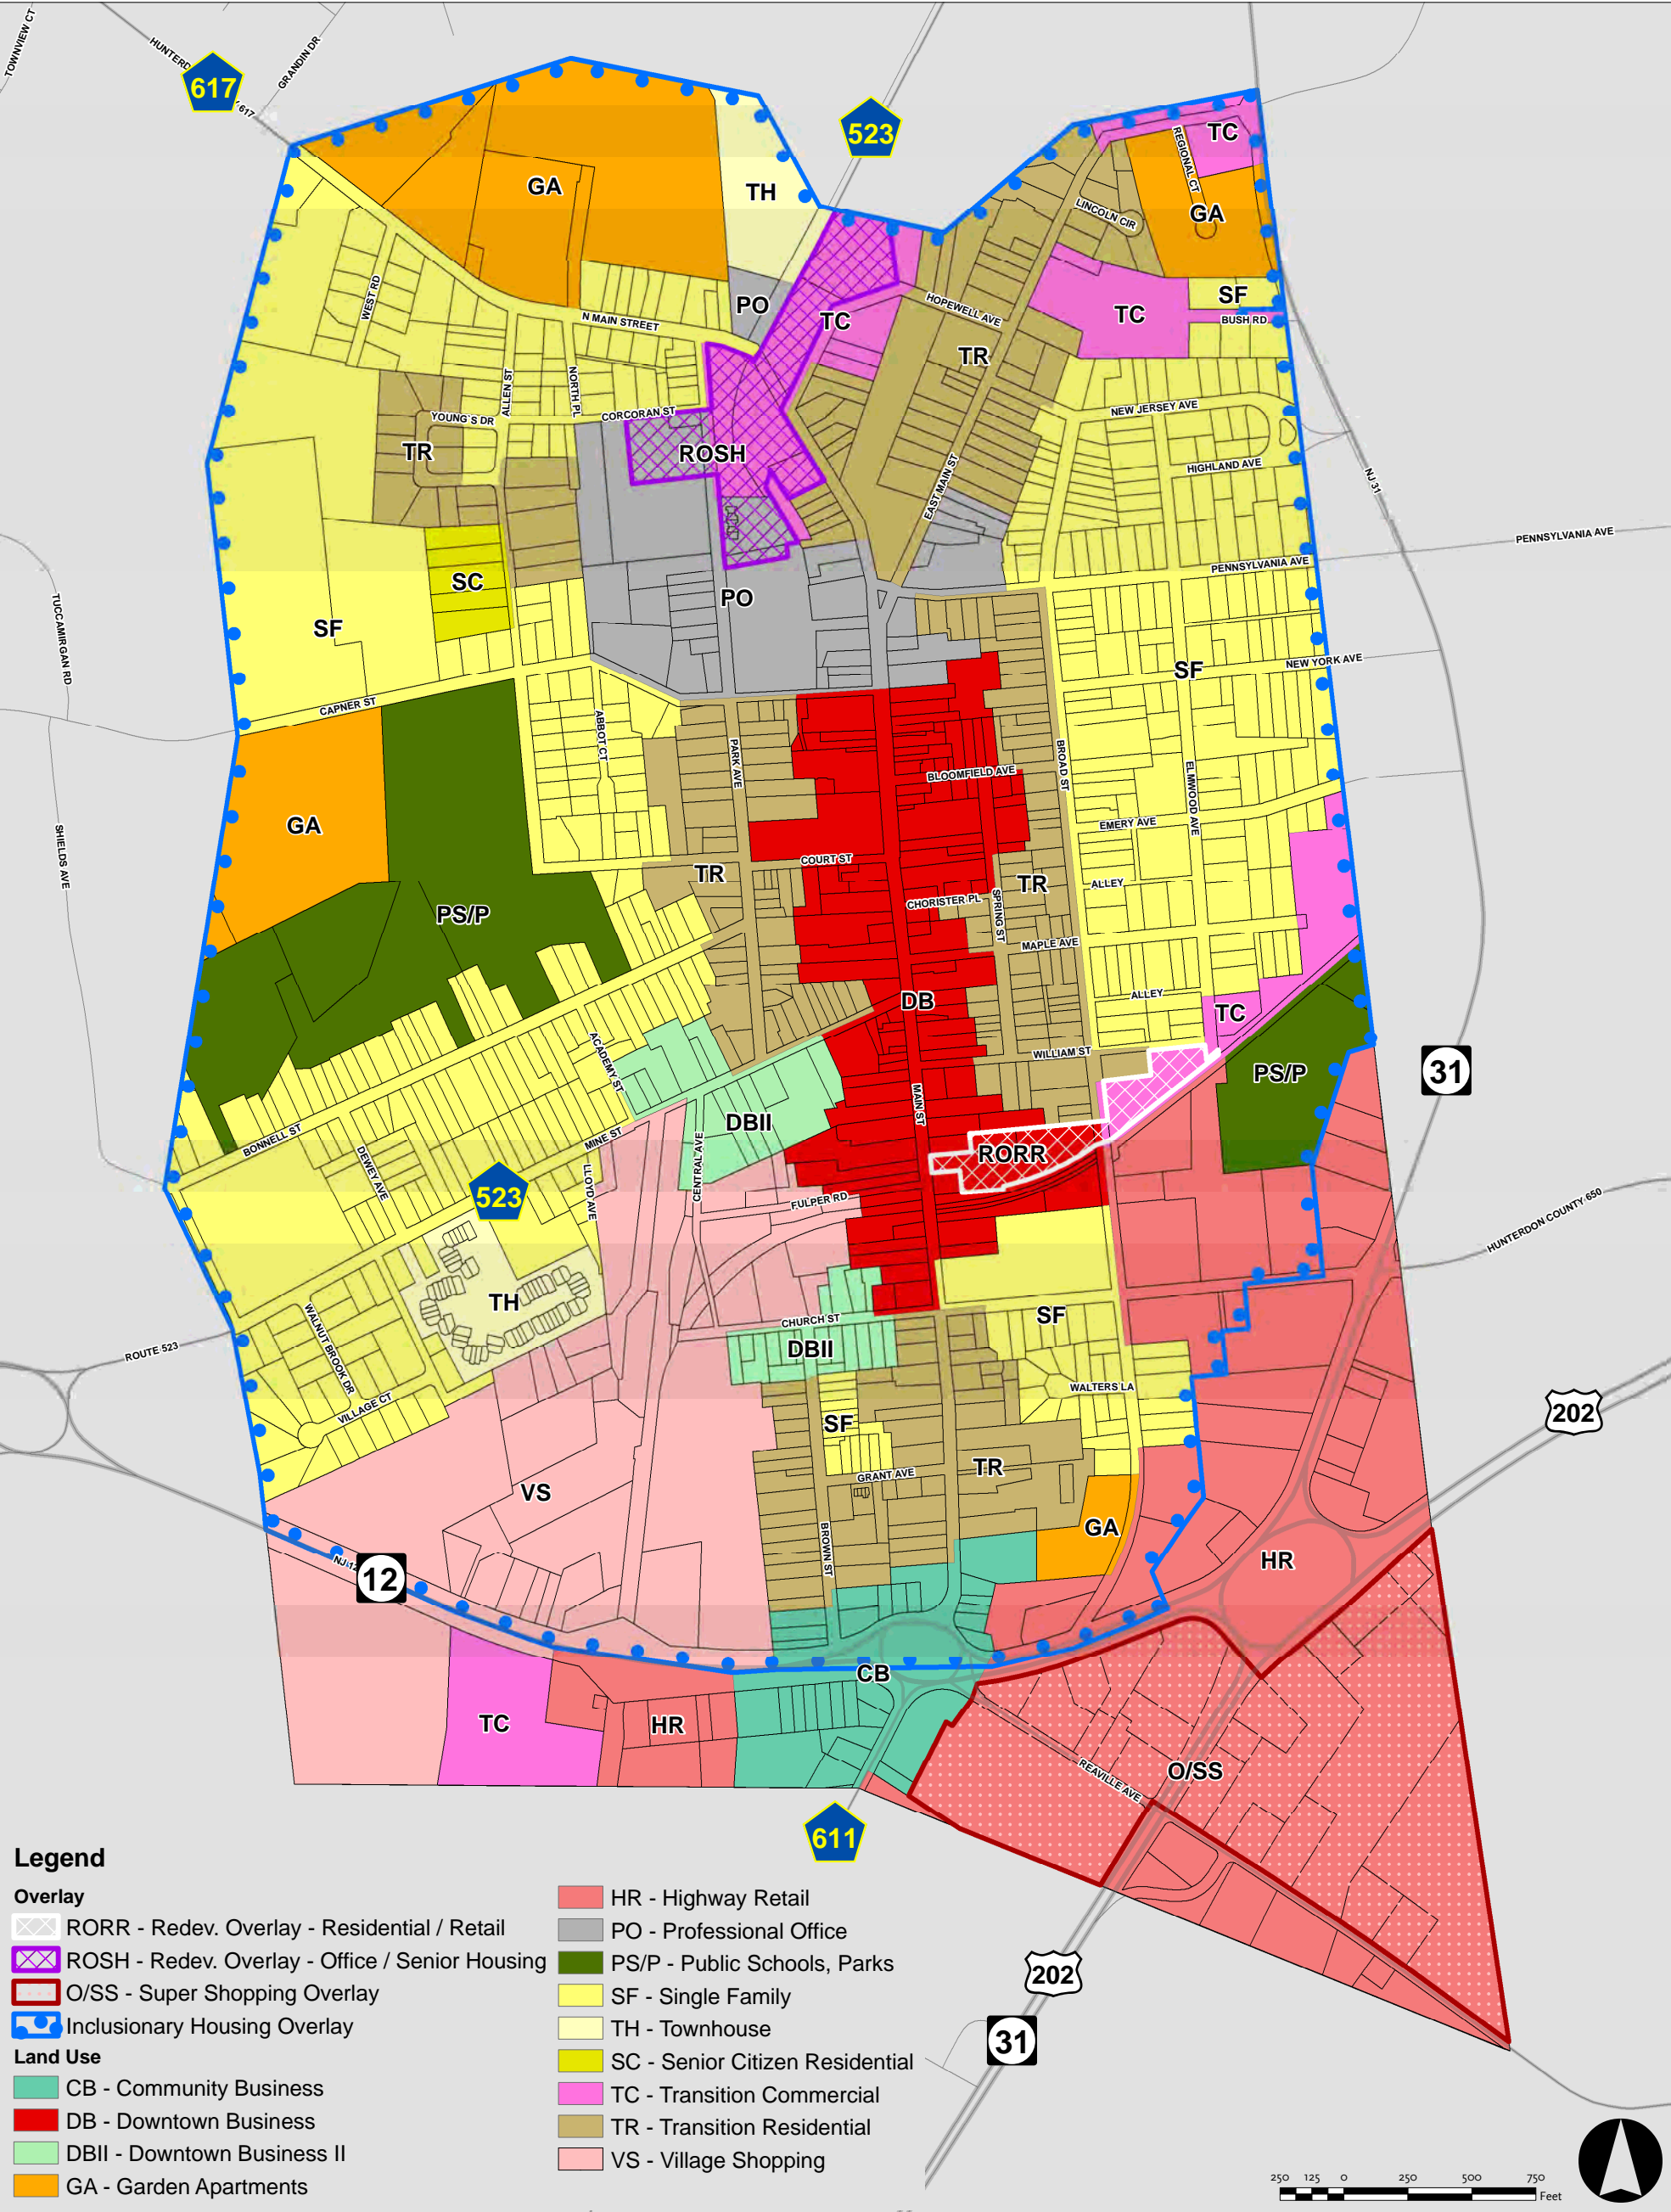 TOWNVIEW CT
HUNTERD
617
617
GRANDIN DR
523
TC
REGIONAL CT
GA
TH
LINCOLN CIR
GA
WEST RD
N MAIN STREET
PO
TC
HOPEWELL AVE
TC
SF
BUSH RD
TR
ALLEN ST
NORTH PL
YOUNG'S DR
CORCORAN ST
NEW JERSEY AVE
TR
ROSH
HIGHLAND AVE
EAST MAIN ST
NJ 31
PENNSYLVANIA AVE
PENNSYLVANIA AVE
SC
PO
TUCCAMIRGAN RD
SF
SF
NEW YORK AVE
CAPNER ST
ABBOT CT
PARK AVE
BROAD ST
BLOOMFIELD AVE
ELMWOOD AVE
GA
SHIELDS AVE
EMERY AVE
COURT ST
TR
TR
ALLEY
CHORISTER PL
SPRING ST
PS/P
MAPLE AVE
ALLEY
DB
TC
WILLIAM ST
ACADEMY ST
PS/P
31
MAIN ST
DBII
BONNELL ST
MINE ST
RORR
DEWEY AVE
CENTRAL AVE
523
LLOYD AVE
FULPER RD
HUNTERDON COUNTY 650
TH
WALNUT BROOK DR
CHURCH ST
SF
ROUTE 523
DBII
WALTERS LA
VILLAGE CT
SF
202
TR
GRANT AVE
VS
BROWN ST
GA
HR
NJ 12
12
CB
TC
HR
REAVILLE AVE
O/SS
611
202
31
Legend
Overlay
RORR - Redev. Overlay - Residential / Retail
ROSH - Redev. Overlay - Office / Senior Housing
O/SS - Super Shopping Overlay
Inclusionary Housing Overlay
Land Use
CB - Community Business
DB - Downtown Business
DBII - Downtown Business II
GA - Garden Apartments
HR - Highway Retail
PO - Professional Office
PS/P - Public Schools, Parks
SF - Single Family
TH - Townhouse
SC - Senior Citizen Residential
TC - Transition Commercial
TR - Transition Residential
VS - Village Shopping
250 125 0 250 500 750
Feet